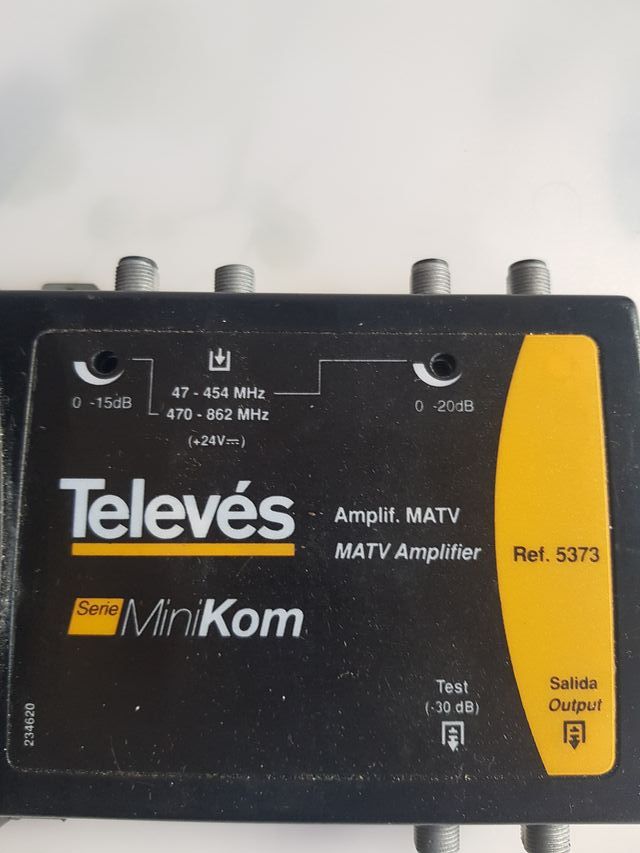 0 -15dB
47 - 454 MHz
470 - 862 MHz
(+24V⎓)
0 -20dB
Televés
Amplif. MATV
MATV Amplifier
Ref. 5373
Serie MiniKom
234620
Test
(-30 dB)
Salida
Output